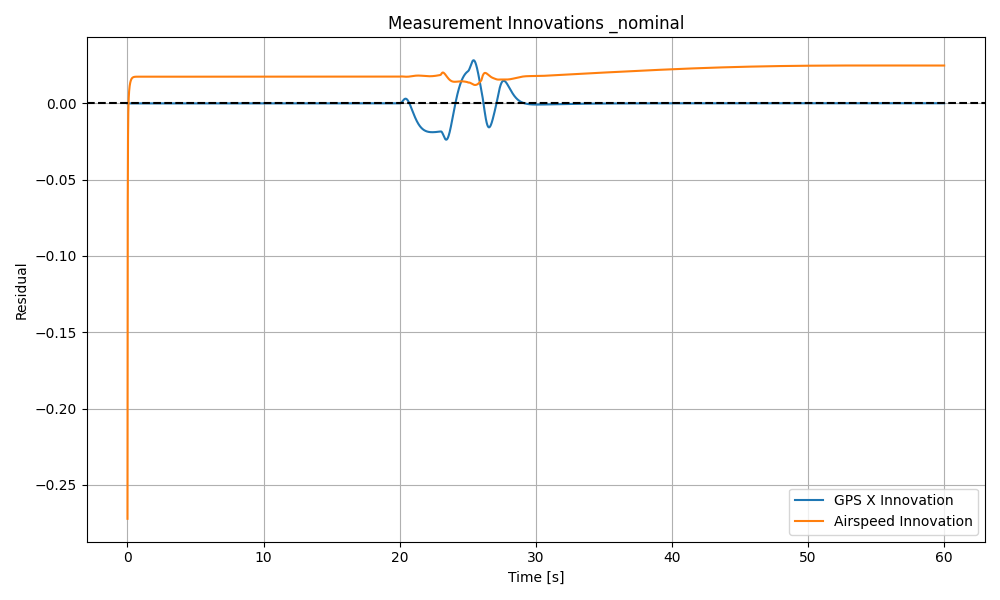 Measurement Innovations _nominal
0.00
−0.05
−0.10
−0.15
−0.20
−0.25
Residual
0 10 20 30 40 50 60
Time [s]
GPS X Innovation
Airspeed Innovation